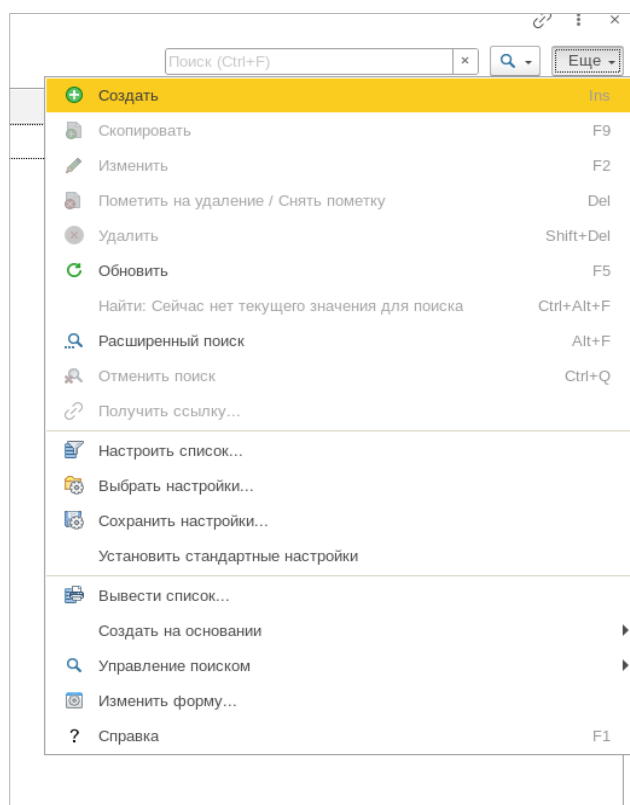 Поиск (Ctrl+F) × Еще
Создать Ins
Скопировать F9
Изменить F2
Пометить на удаление / Снять пометку Del
Удалить Shift+Del
Обновить F5
Найти: Сейчас нет текущего значения для поиска Ctrl+Alt+F
Расширенный поиск Alt+F
Отменить поиск Ctrl+Q
Получить ссылку...
Настроить список...
Выбрать настройки...
Сохранить настройки...
Установить стандартные настройки
Вывести список...
Создать на основании
Управление поиском
Изменить форму...
? Справка F1